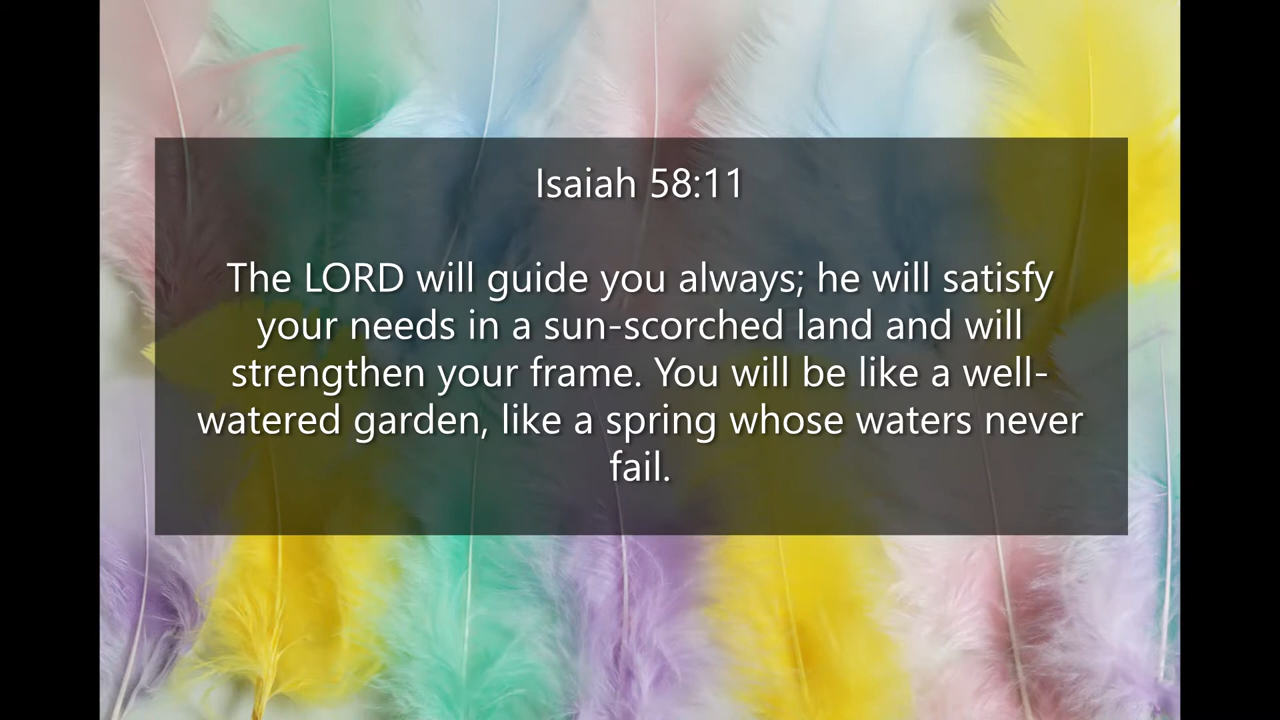 Isaiah 58:11
The LORD will guide you always; he will satisfy
your needs in a sun-scorched land and will
strengthen your frame. You will be like a well-
watered garden, like a spring whose waters never
fail.